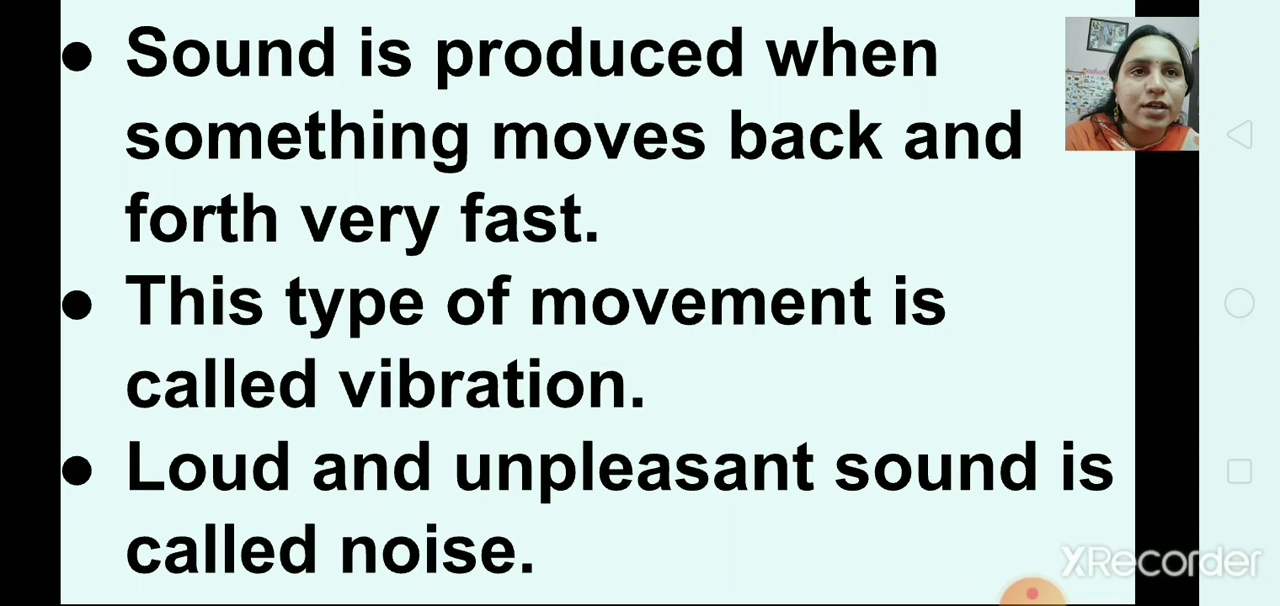 ● Sound is produced when
something moves back and
forth very fast.
● This type of movement is
called vibration.
● Loud and unpleasant sound is
called noise.
XRecorder